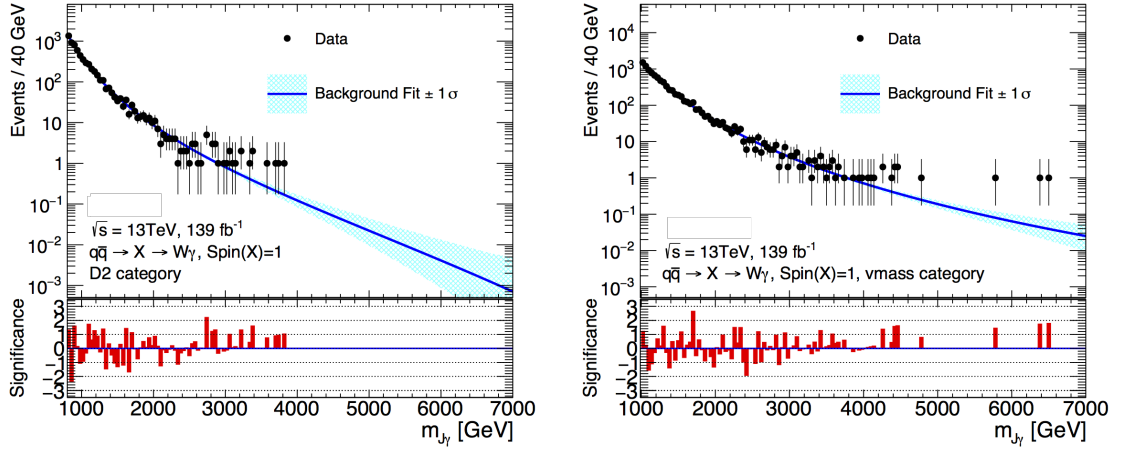 Events / 40 GeV
10³
10²
10
1
10⁻¹
10⁻²
10⁻³
Data
Background Fit ± 1 σ
√s = 13TeV, 139 fb⁻¹
qq̅ → X → Wγ, Spin(X)=1
D2 category
Significance
3
2
1
0
−1
−2
−3
1000 2000 3000 4000 5000 6000 7000
m_Jγ [GeV]
Events / 40 GeV
10⁴
10³
10²
10
1
10⁻¹
10⁻²
10⁻³
Data
Background Fit ± 1 σ
√s = 13TeV, 139 fb⁻¹
qq̅ → X → Wγ, Spin(X)=1, vmass category
Significance
3
2
1
0
−1
−2
−3
1000 2000 3000 4000 5000 6000 7000
m_Jγ [GeV]